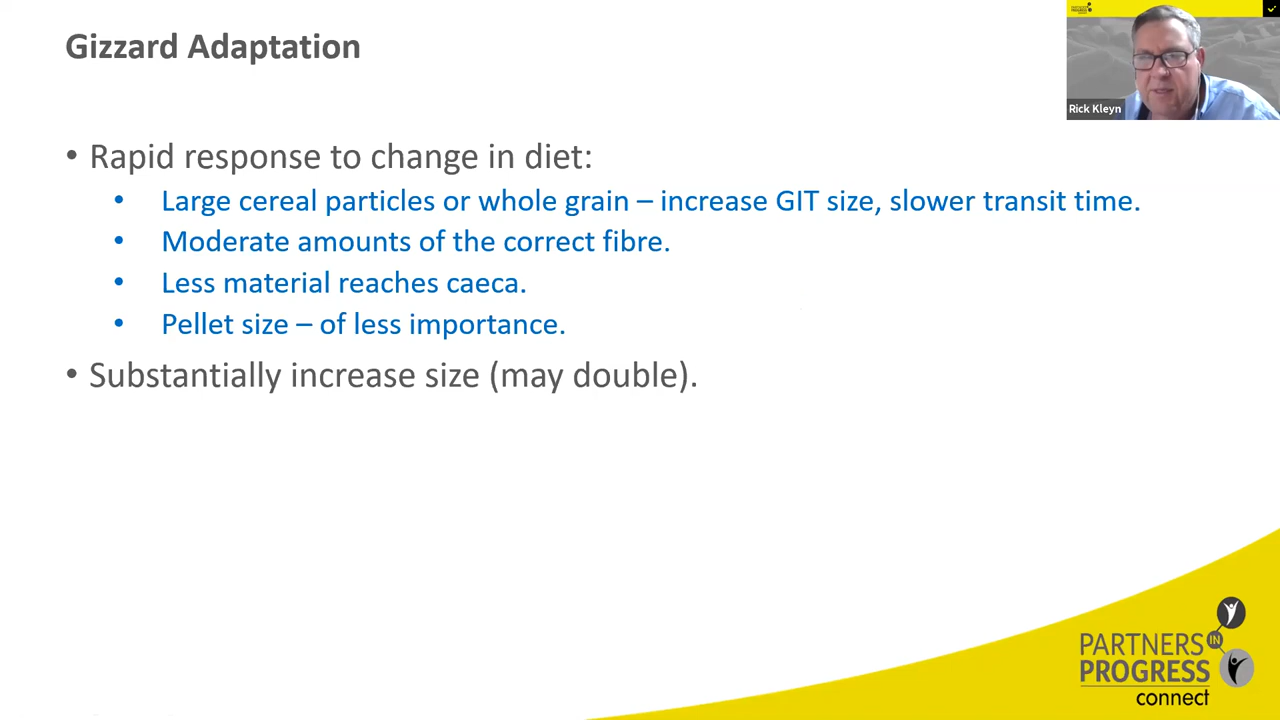 Gizzard Adaptation
Rick Kleyn
• Rapid response to change in diet:
• Large cereal particles or whole grain – increase GIT size, slower transit time.
• Moderate amounts of the correct fibre.
• Less material reaches caeca.
• Pellet size – of less importance.
• Substantially increase size (may double).
PARTNERS IN
PROGRESS
connect